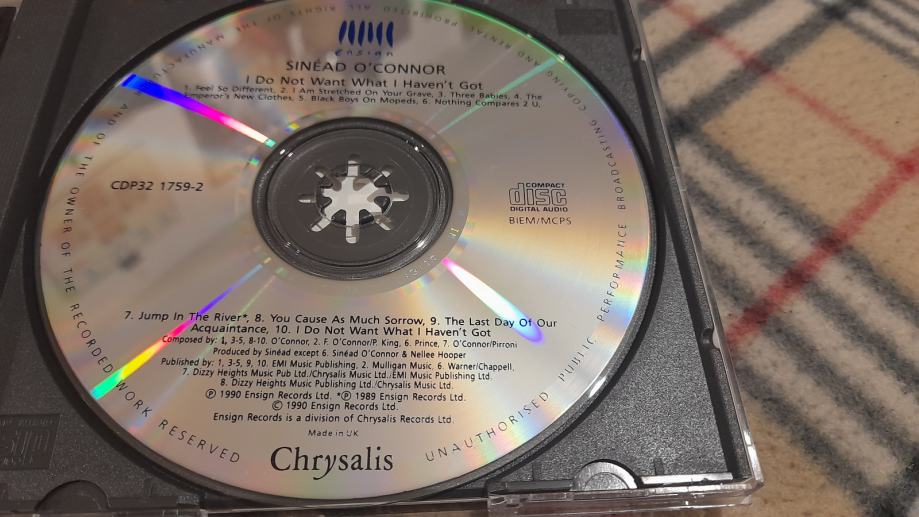 ensign
SINÉAD O'CONNOR
I Do Not Want What I Haven't Got
1. Feel So Different, 2. I Am Stretched On Your Grave, 3. Three Babies, 4. The
Emperor's New Clothes, 5. Black Boys On Mopeds, 6. Nothing Compares 2 U,
CDP32 1759-2
COMPACT
disc
DIGITAL AUDIO
BIEM/MCPS
7. Jump In The River*, 8. You Cause As Much Sorrow, 9. The Last Day Of Our
Acquaintance, 10. I Do Not Want What I Haven't Got
Composed by: 1, 3-5, 8-10. O'Connor, 2. F. O'Connor/P. King, 6. Prince, 7. O'Connor/Pirroni
Produced by Sinéad except 6. Sinéad O'Connor & Nellee Hooper
Published by: 1, 3-5, 9, 10. EMI Music Publishing, 2. Mulligan Music, 6. Warner/Chappell,
7. Dizzy Heights Music Pub Ltd./Chrysalis Music Ltd./EMI Music Publishing Ltd.
8. Dizzy Heights Music Publishing Ltd./Chrysalis Music Ltd.
Ⓟ 1990 Ensign Records Ltd. *Ⓟ 1989 Ensign Records Ltd.
© 1990 Ensign Records Ltd.
Ensign Records is a division of Chrysalis Records Ltd.
Made in UK
Chrysalis
ALL RIGHTS OF THE MANUFACTURER AND OF THE OWNER OF THE RECORDED WORK RESERVED
UNAUTHORISED PUBLIC PERFORMANCE BROADCASTING COPYING AND RENTAL PROHIBITED